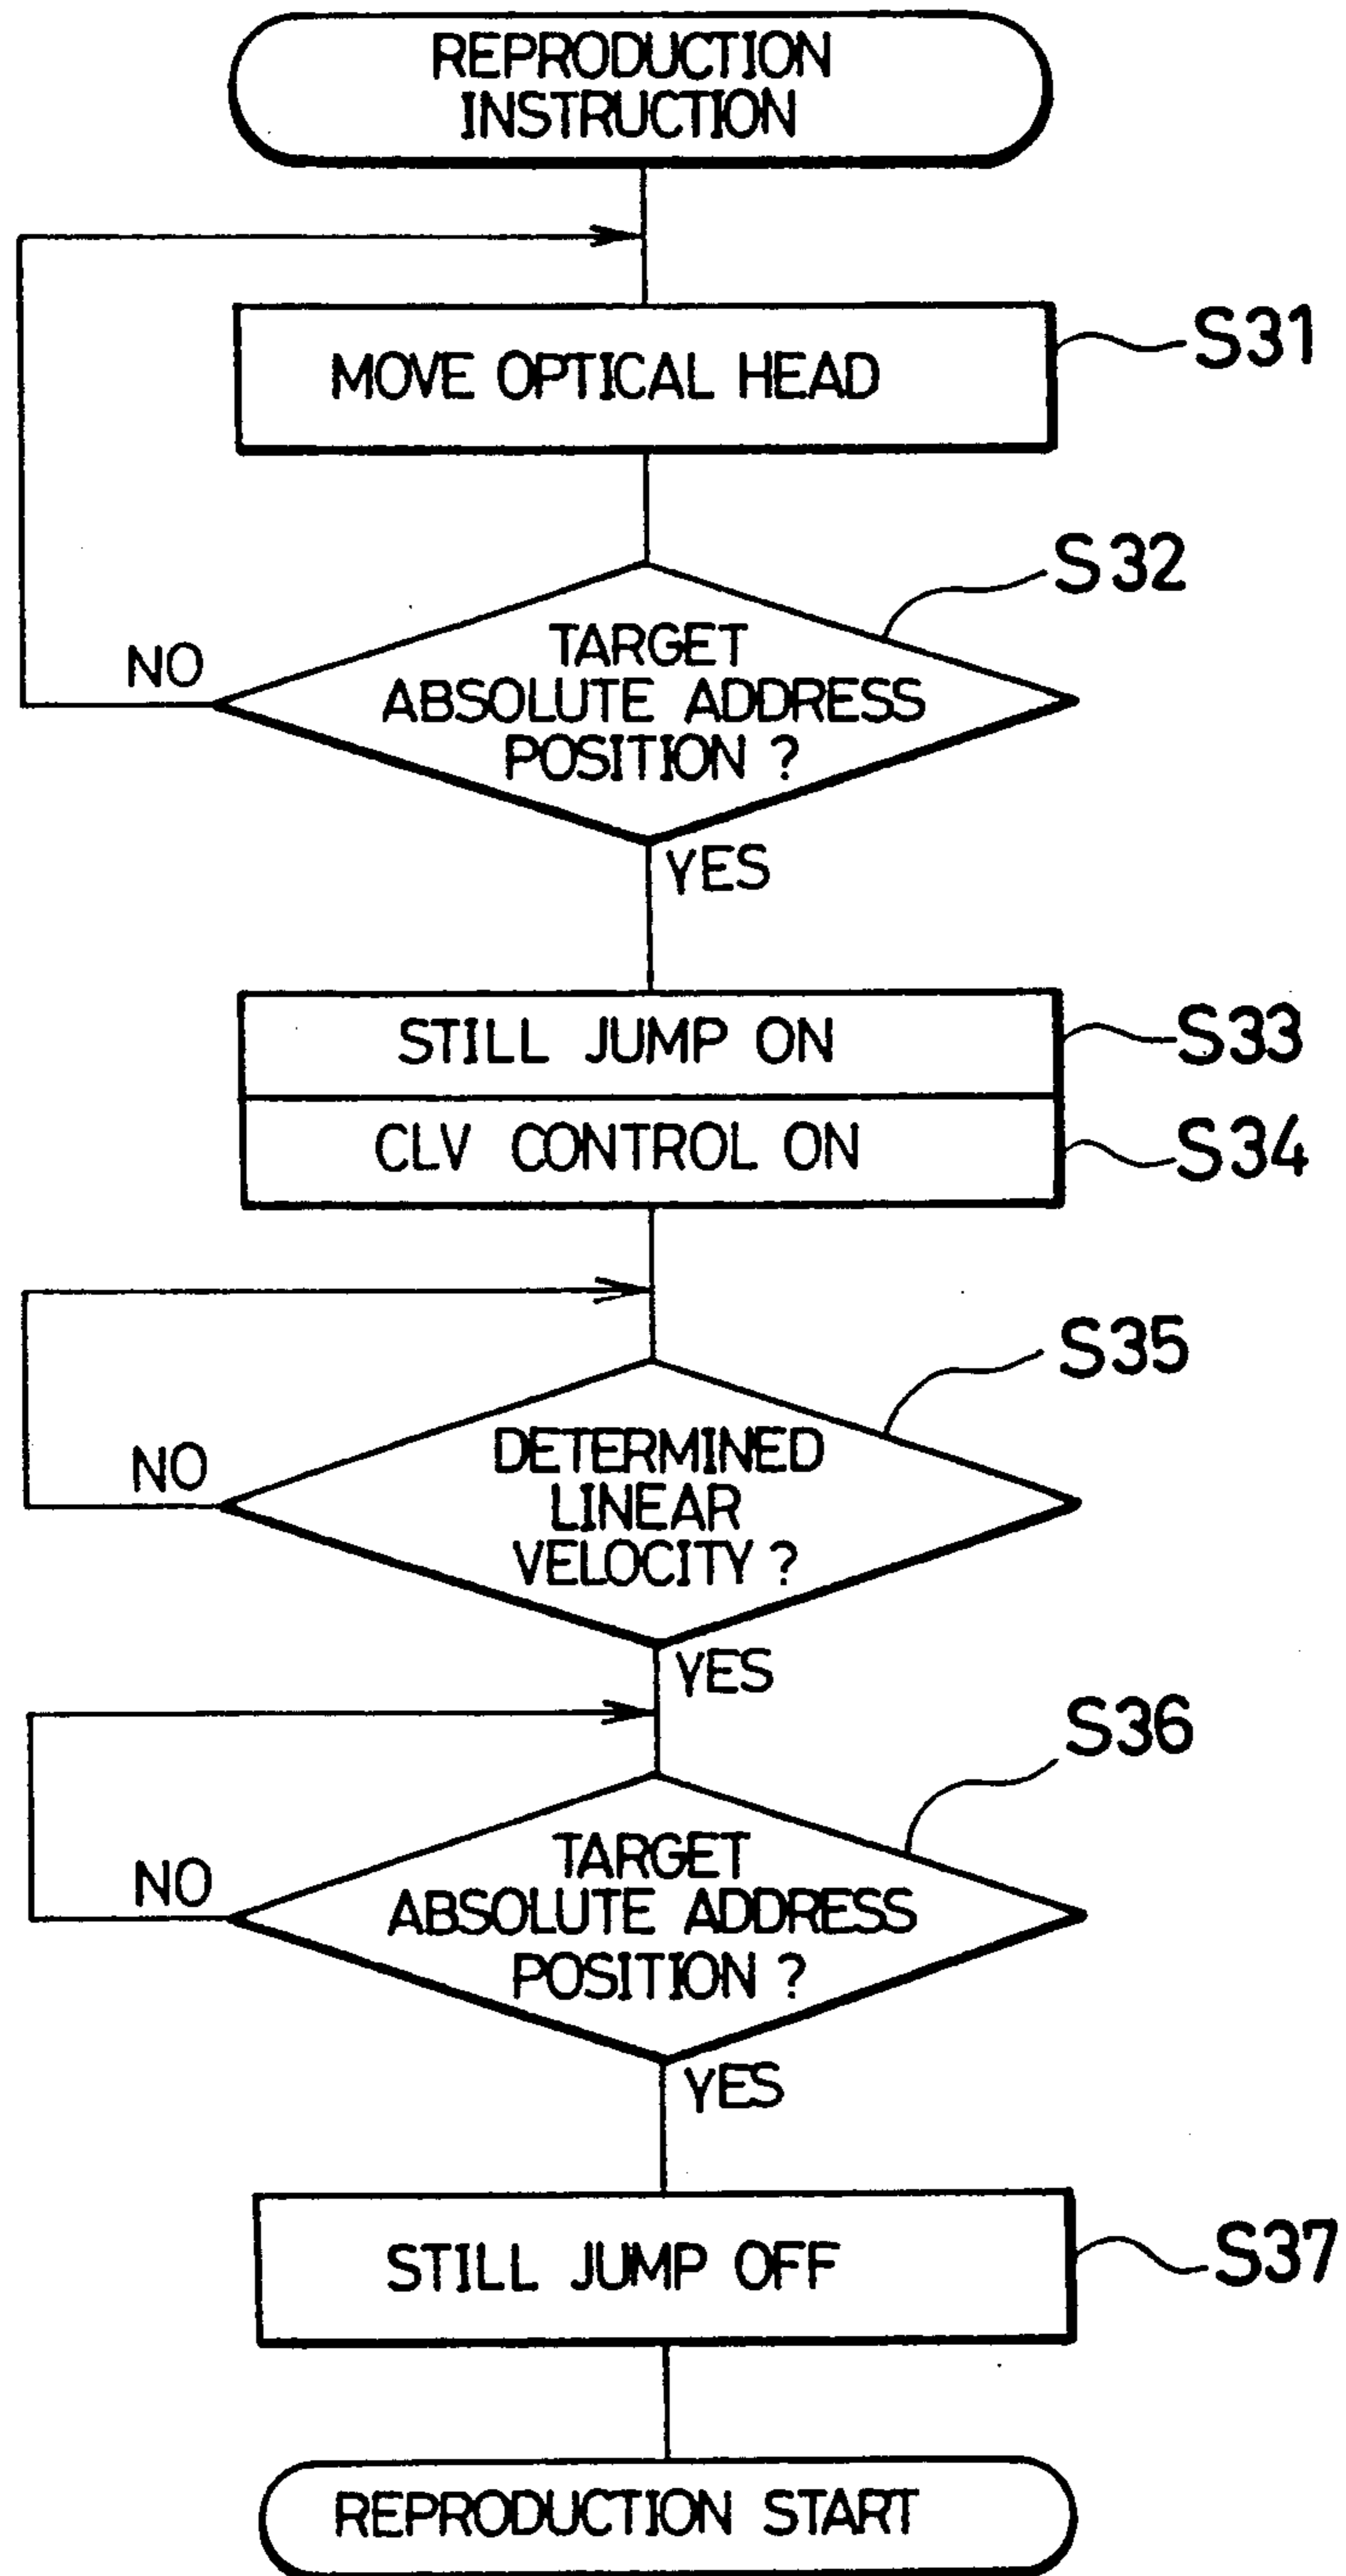 REPRODUCTION
INSTRUCTION
MOVE OPTICAL HEAD
S31
S32
TARGET
ABSOLUTE ADDRESS
POSITION ?
NO
YES
STILL JUMP ON
S33
CLV CONTROL ON
S34
S35
DETERMINED
LINEAR
VELOCITY ?
NO
YES
S36
TARGET
ABSOLUTE ADDRESS
POSITION ?
NO
YES
STILL JUMP OFF
S37
REPRODUCTION START